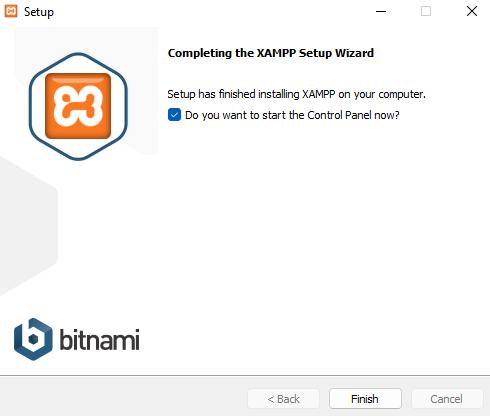 Setup
Completing the XAMPP Setup Wizard
Setup has finished installing XAMPP on your computer.
Do you want to start the Control Panel now?
bitnami
< Back
Finish
Cancel